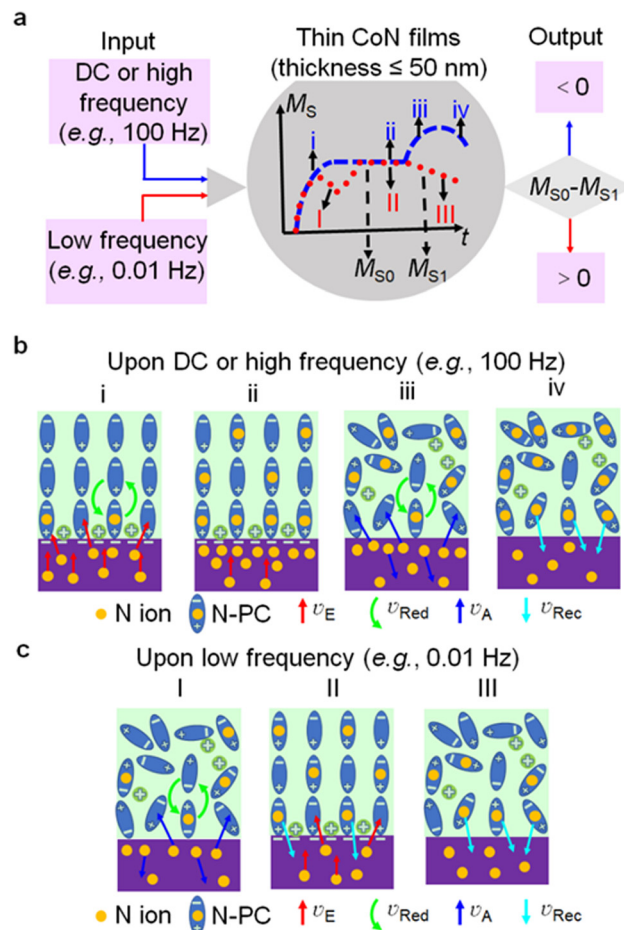 a
Input
Thin CoN films
(thickness ≤ 50 nm)
Output
DC or high
frequency
(e.g., 100 Hz)
Low frequency
(e.g., 0.01 Hz)
MS
i
ii
iii
iv
I
II
III
t
MS0
MS1
< 0
MS0-MS1
> 0
b
Upon DC or high frequency (e.g., 100 Hz)
i
ii
iii
iv
N ion
N-PC
vE
vRed
vA
vRec
c
Upon low frequency (e.g., 0.01 Hz)
I
II
III
N ion
N-PC
vE
vRed
vA
vRec